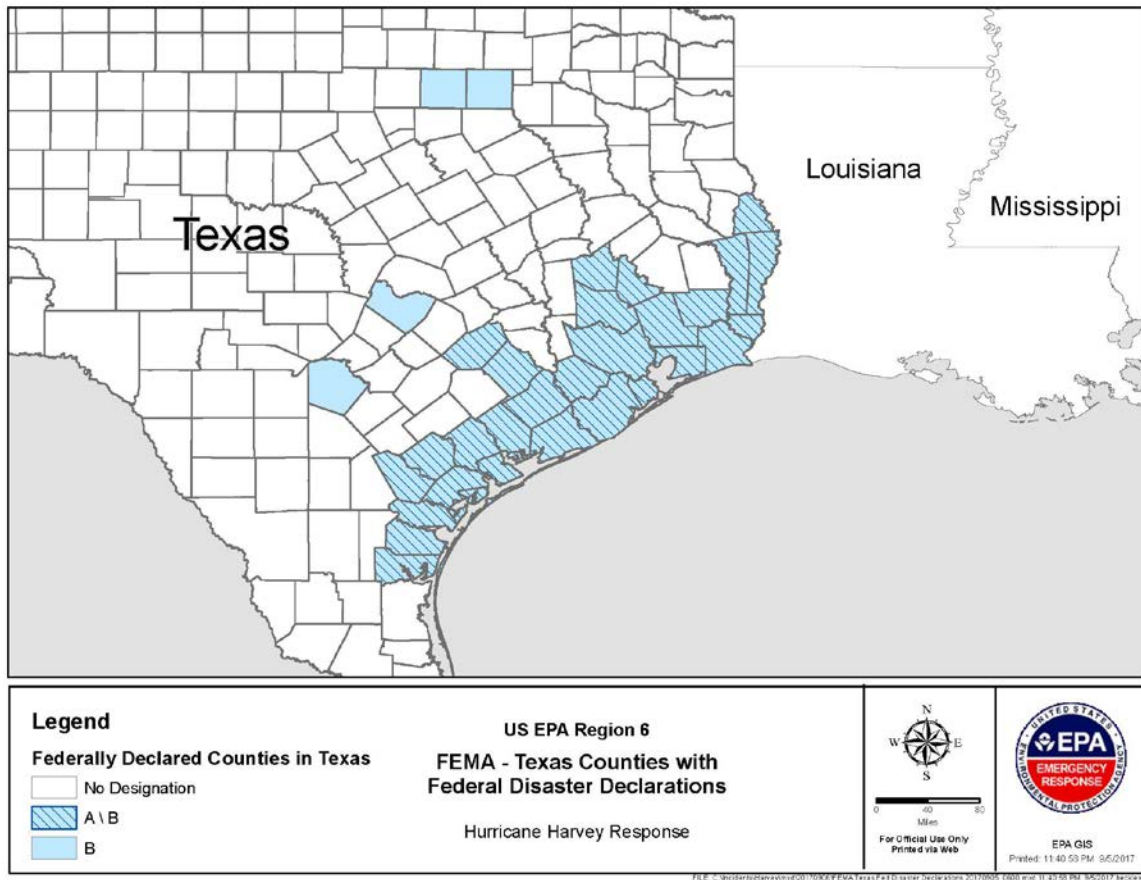 Texas
Louisiana
Mississippi
Legend
Federally Declared Counties in Texas
No Designation
A \ B
B
US EPA Region 6
FEMA - Texas Counties with
Federal Disaster Declarations
Hurricane Harvey Response
N
W E
S
0 40 80
Miles
For Official Use Only
Printed via Web
UNITED STATES
EPA
EMERGENCY
RESPONSE
ENVIRONMENTAL PROTECTION AGENCY
EPA GIS
Printed: 11:40:58 PM 9/5/2017